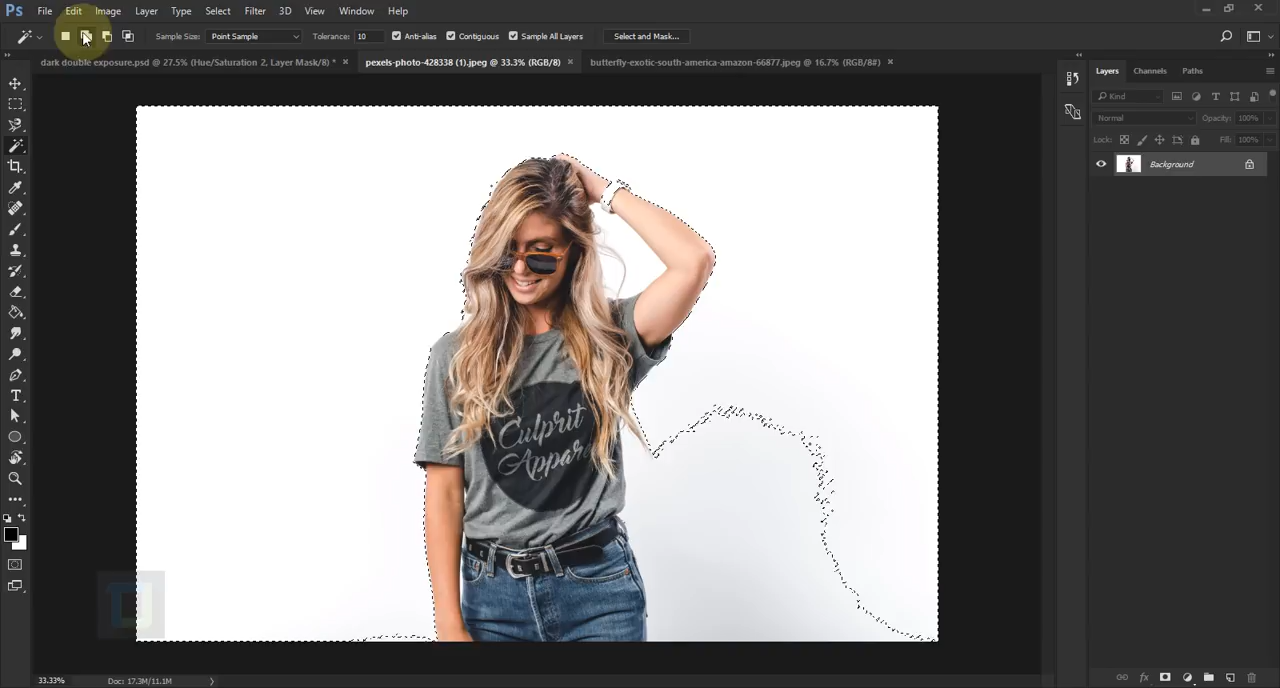 Ps File Edit Image Layer Type Select Filter 3D View Window Help
Sample Size: Point Sample Tolerance: 10 Anti-alias Contiguous Sample All Layers Select and Mask...
dark double exposure.psd @ 27.5% (Hue/Saturation 2, Layer Mask/8) * × pexels-photo-428338 (1).jpeg @ 33.3% (RGB/8) × butterfly-exotic-south-america-amazon-66877.jpeg @ 16.7% (RGB/8#) ×
Layers Channels Paths
Kind
Normal Opacity: 100%
Lock: Fill: 100%
Background
Culprit
Appare
33.33% Doc: 17.3M/11.1M